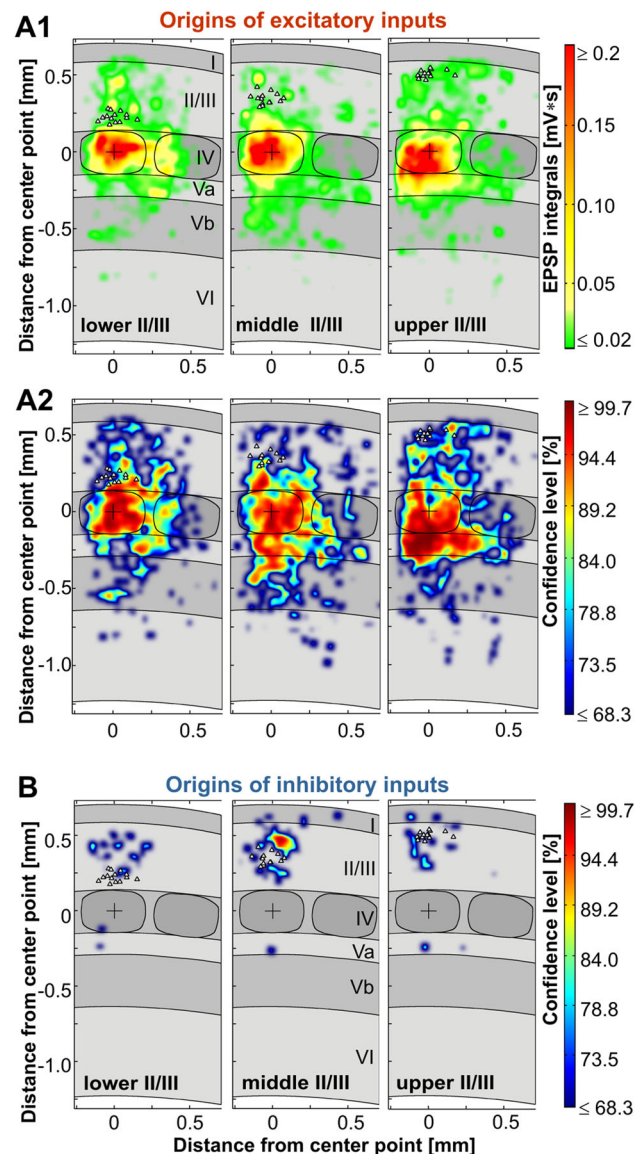 A1
Origins of excitatory inputs
Distance from center point [mm]
0.5
0
-0.5
-1.0
I
II/III
IV
Va
Vb
VI
lower II/III
middle II/III
upper II/III
0 0.5 0 0.5 0 0.5
≥ 0.2
0.15
0.10
0.05
≤ 0.02
EPSP integrals [mV*s]
A2
Distance from center point [mm]
0.5
0
-0.5
-1.0
0 0.5 0 0.5 0 0.5
≥ 99.7
94.4
89.2
84.0
78.8
73.5
≤ 68.3
Confidence level [%]
B
Origins of inhibitory inputs
Distance from center point [mm]
0.5
0
-0.5
-1.0
I
II/III
IV
Va
Vb
VI
lower II/III
middle II/III
upper II/III
0 0.5 0 0.5 0 0.5
≥ 99.7
94.4
89.2
84.0
78.8
73.5
≤ 68.3
Confidence level [%]
Distance from center point [mm]